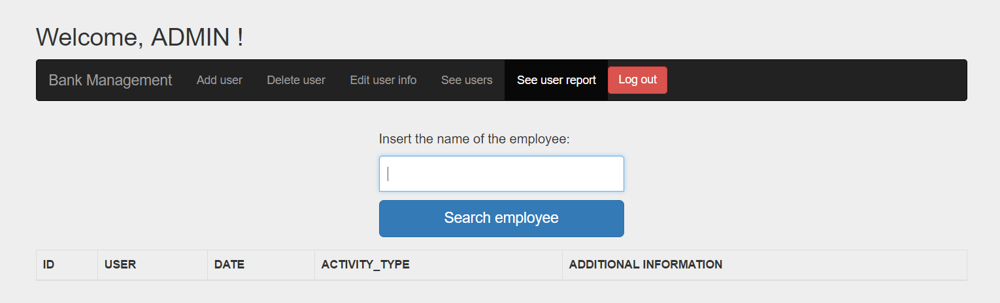 Welcome, ADMIN !
Bank Management Add user Delete user Edit user info See users See user report Log out
Insert the name of the employee:
Search employee
ID USER DATE ACTIVITY_TYPE ADDITIONAL INFORMATION